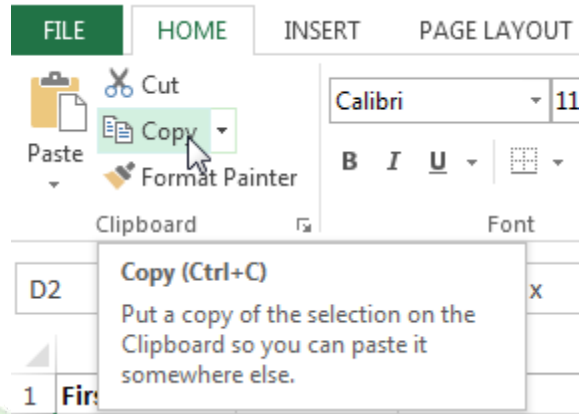 FILE HOME INSERT PAGE LAYOUT
Cut
Calibri 11
Copy
Paste
B I U
Format Painter
Clipboard Font
Copy (Ctrl+C)
D2 x
Put a copy of the selection on the
Clipboard so you can paste it
somewhere else.
1